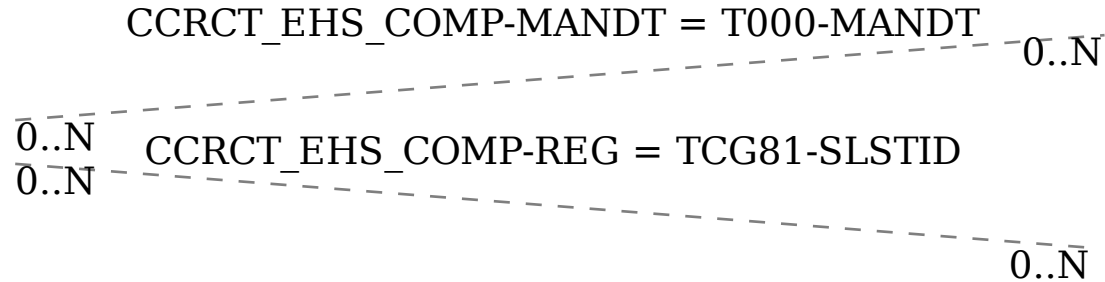 CCRCT_EHS_COMP-MANDT = T000-MANDT
0..N
0..N
CCRCT_EHS_COMP-REG = TCG81-SLSTID
0..N
0..N